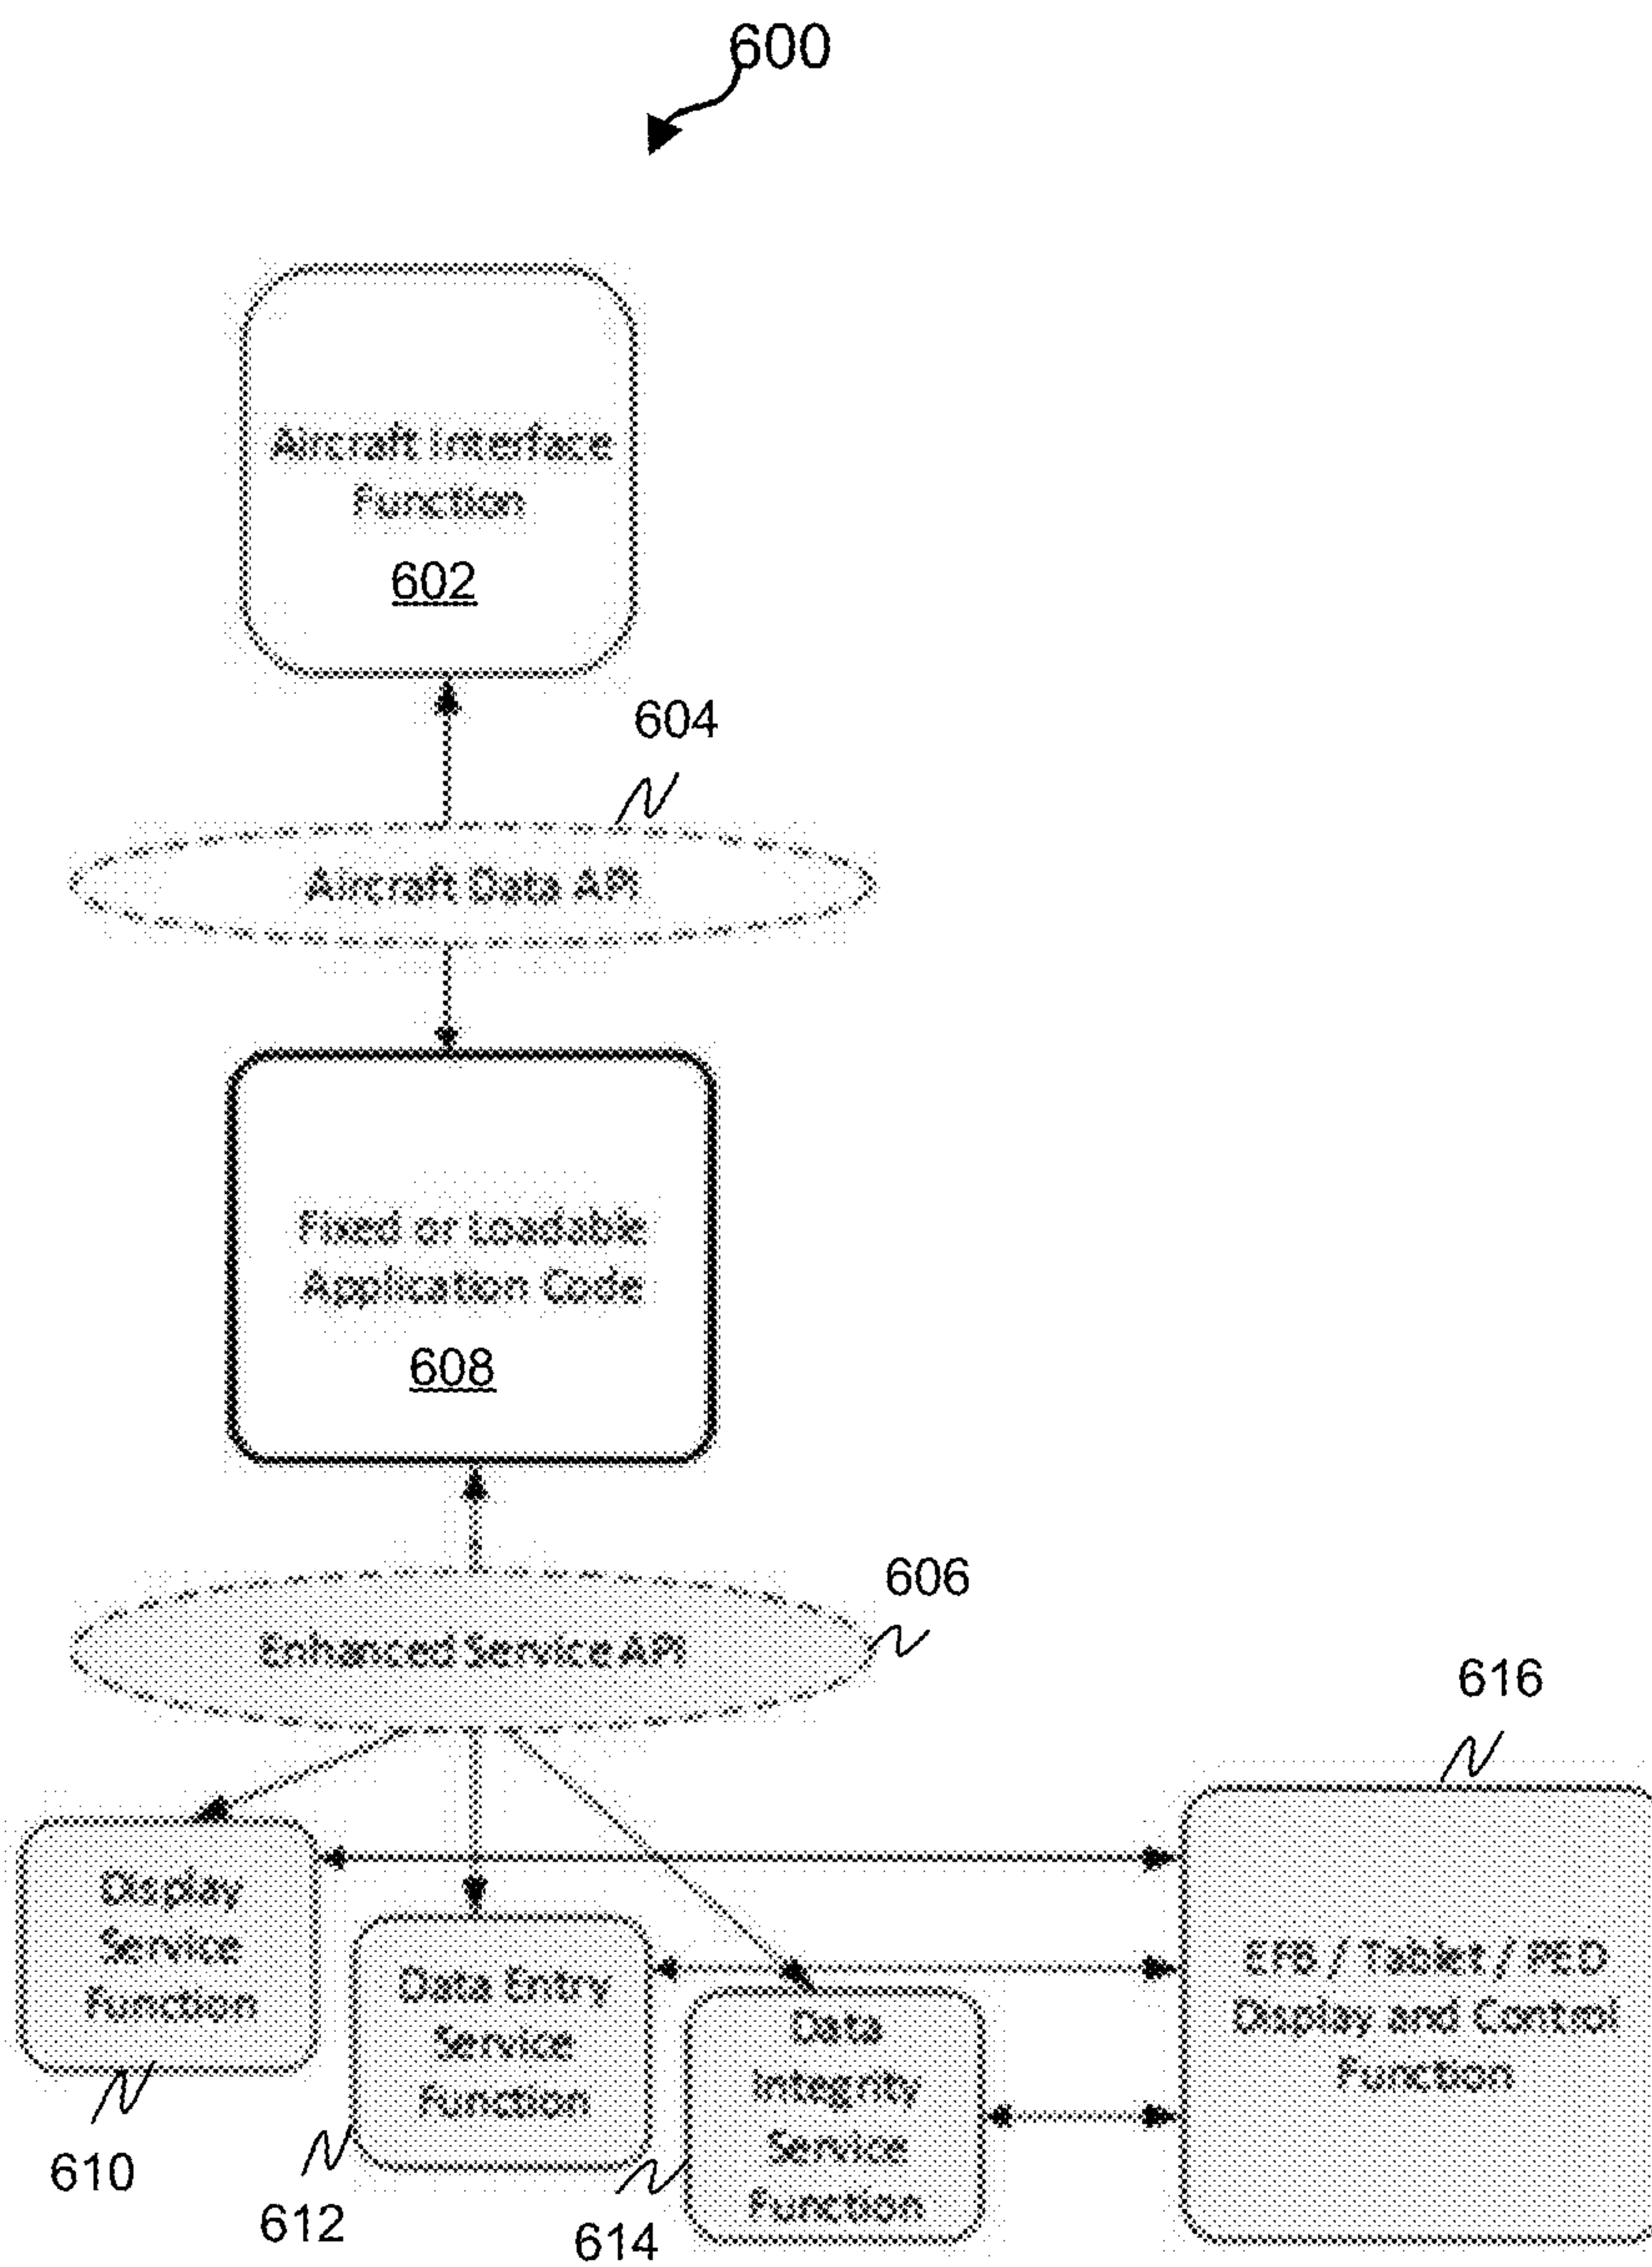 600
Aircraft Interface
Function
602
604
Aircraft Data API
Fixed or Loadable
Application Code
608
606
Enhanced Service API
616
Display
Service
Function
610
Data Entry
Service
Function
612
Data
Integrity
Service
Function
614
EFB / Tablet / PED
Display and Control
Function